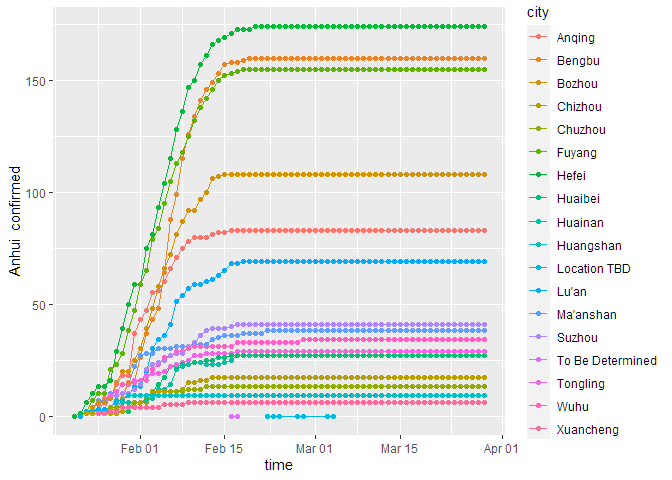 city
Anqing
Bengbu
Bozhou
Chizhou
Chuzhou
Fuyang
Hefei
Huaibei
Huainan
Huangshan
Location TBD
Lu'an
Ma'anshan
Suzhou
To Be Determined
Tongling
Wuhu
Xuancheng
Anhui confirmed
150
100
50
0
Feb 01 Feb 15 Mar 01 Mar 15 Apr 01
time